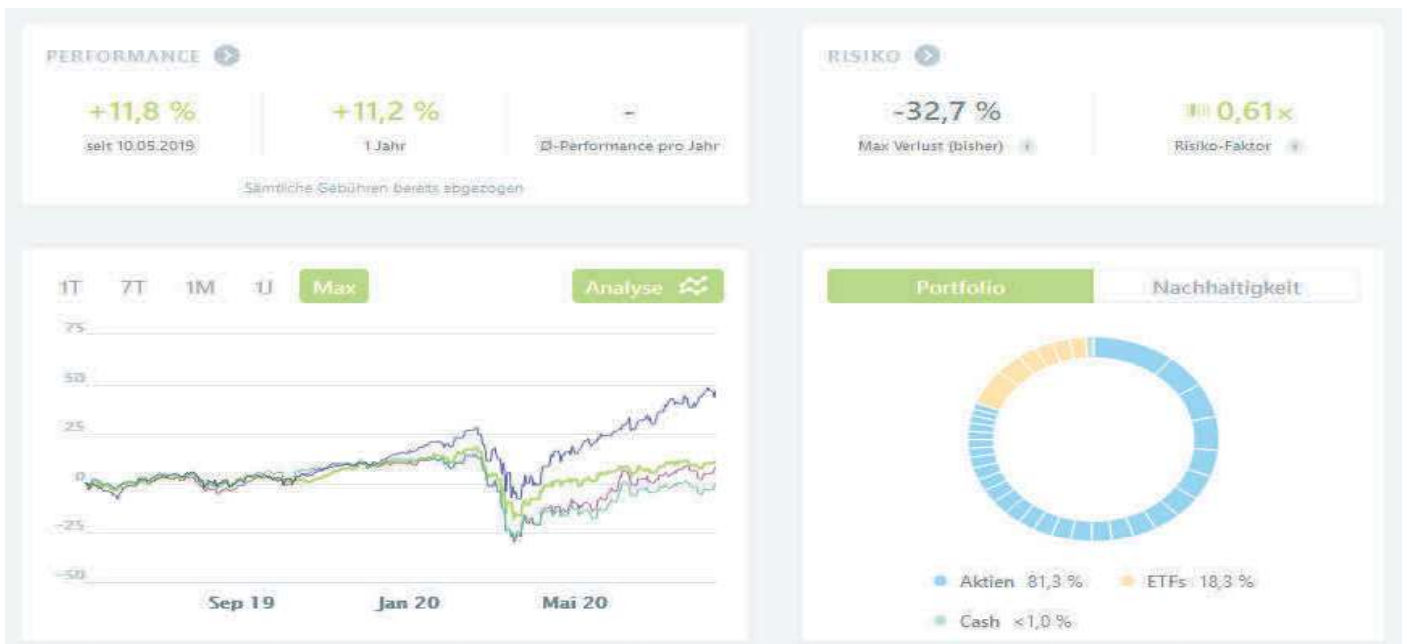 PERFORMANCE
+11,8 %
seit 10.05.2019
+11,2 %
1 Jahr
-
Ø-Performance pro Jahr
Sämtliche Gebühren bereits abgezogen
RISIKO
-32,7 %
Max Verlust (bisher)
0,61×
Risiko-Faktor
1T 7T 1M 1J Max Analyse
75
50
25
0
-25
-50
Sep 19 Jan 20 Mai 20
Portfolio Nachhaltigkeit
Aktien 81,3 % ETFs 18,3 %
Cash <1,0 %